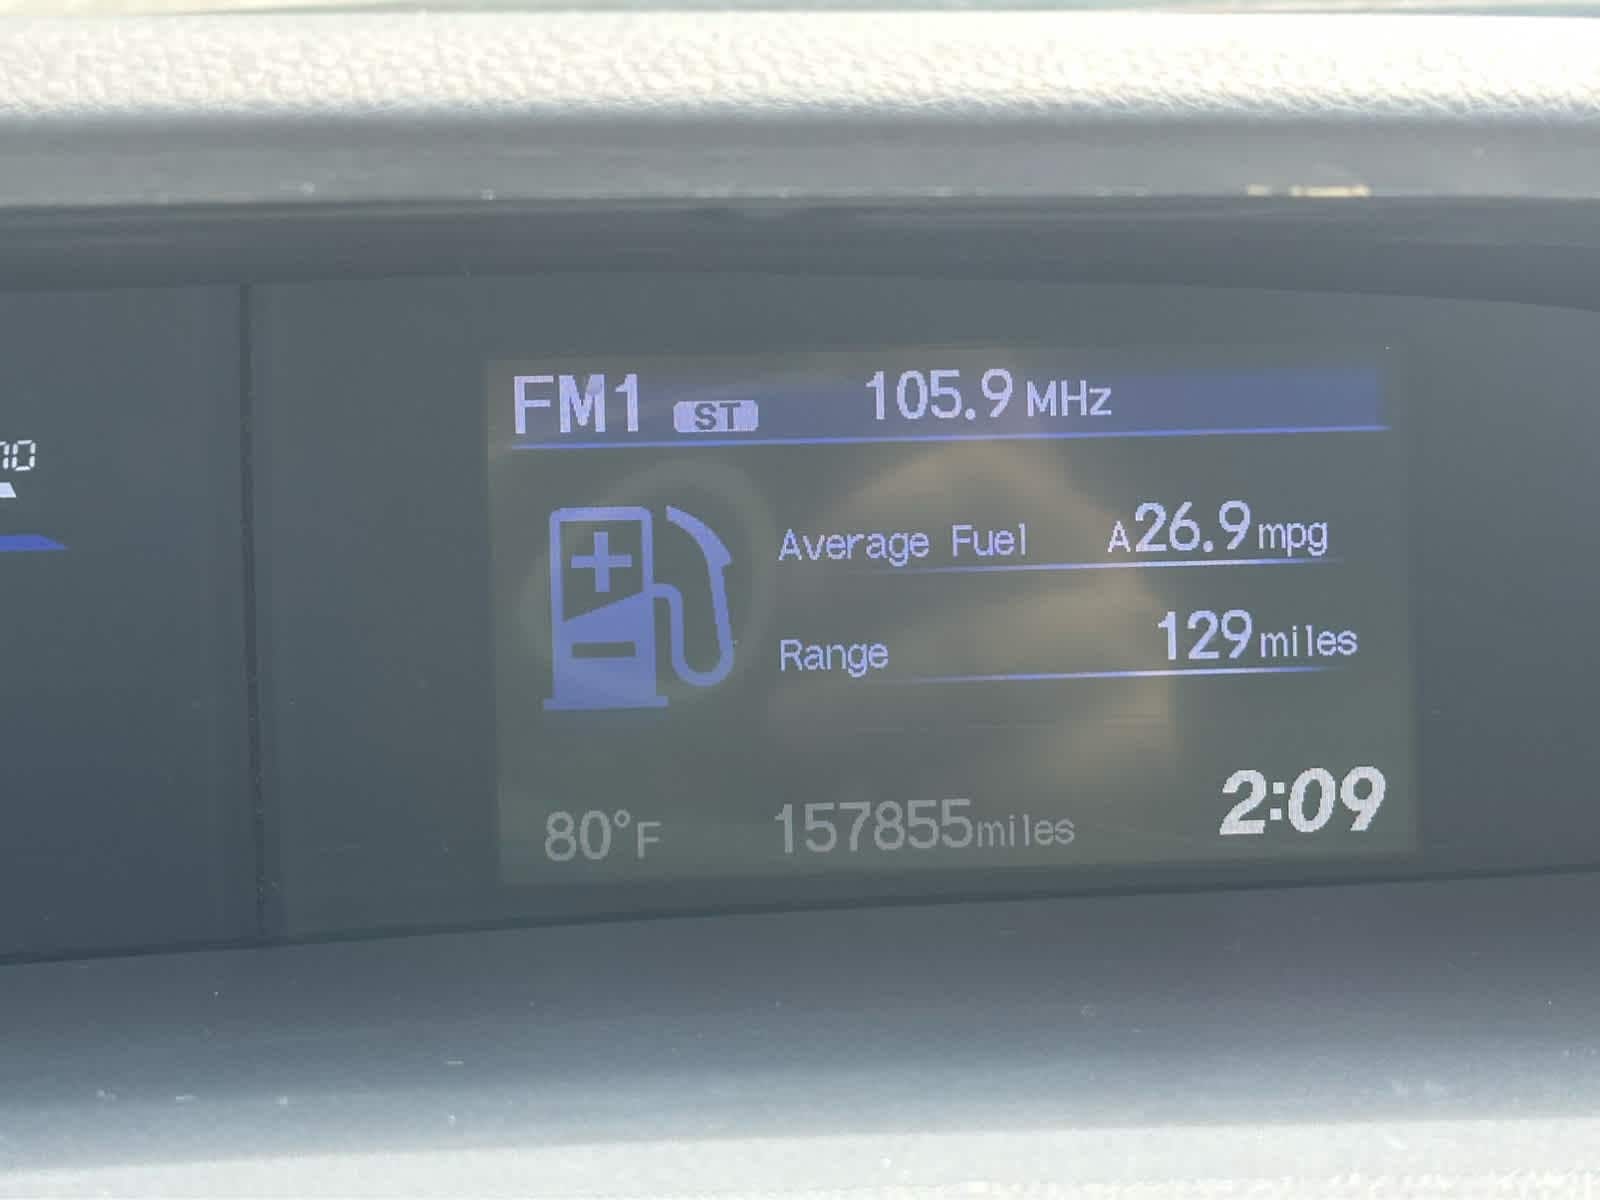 FM1 ST 105.9 MHz
Average Fuel A26.9 mpg
Range 129 miles
80°F 157855 miles 2:09